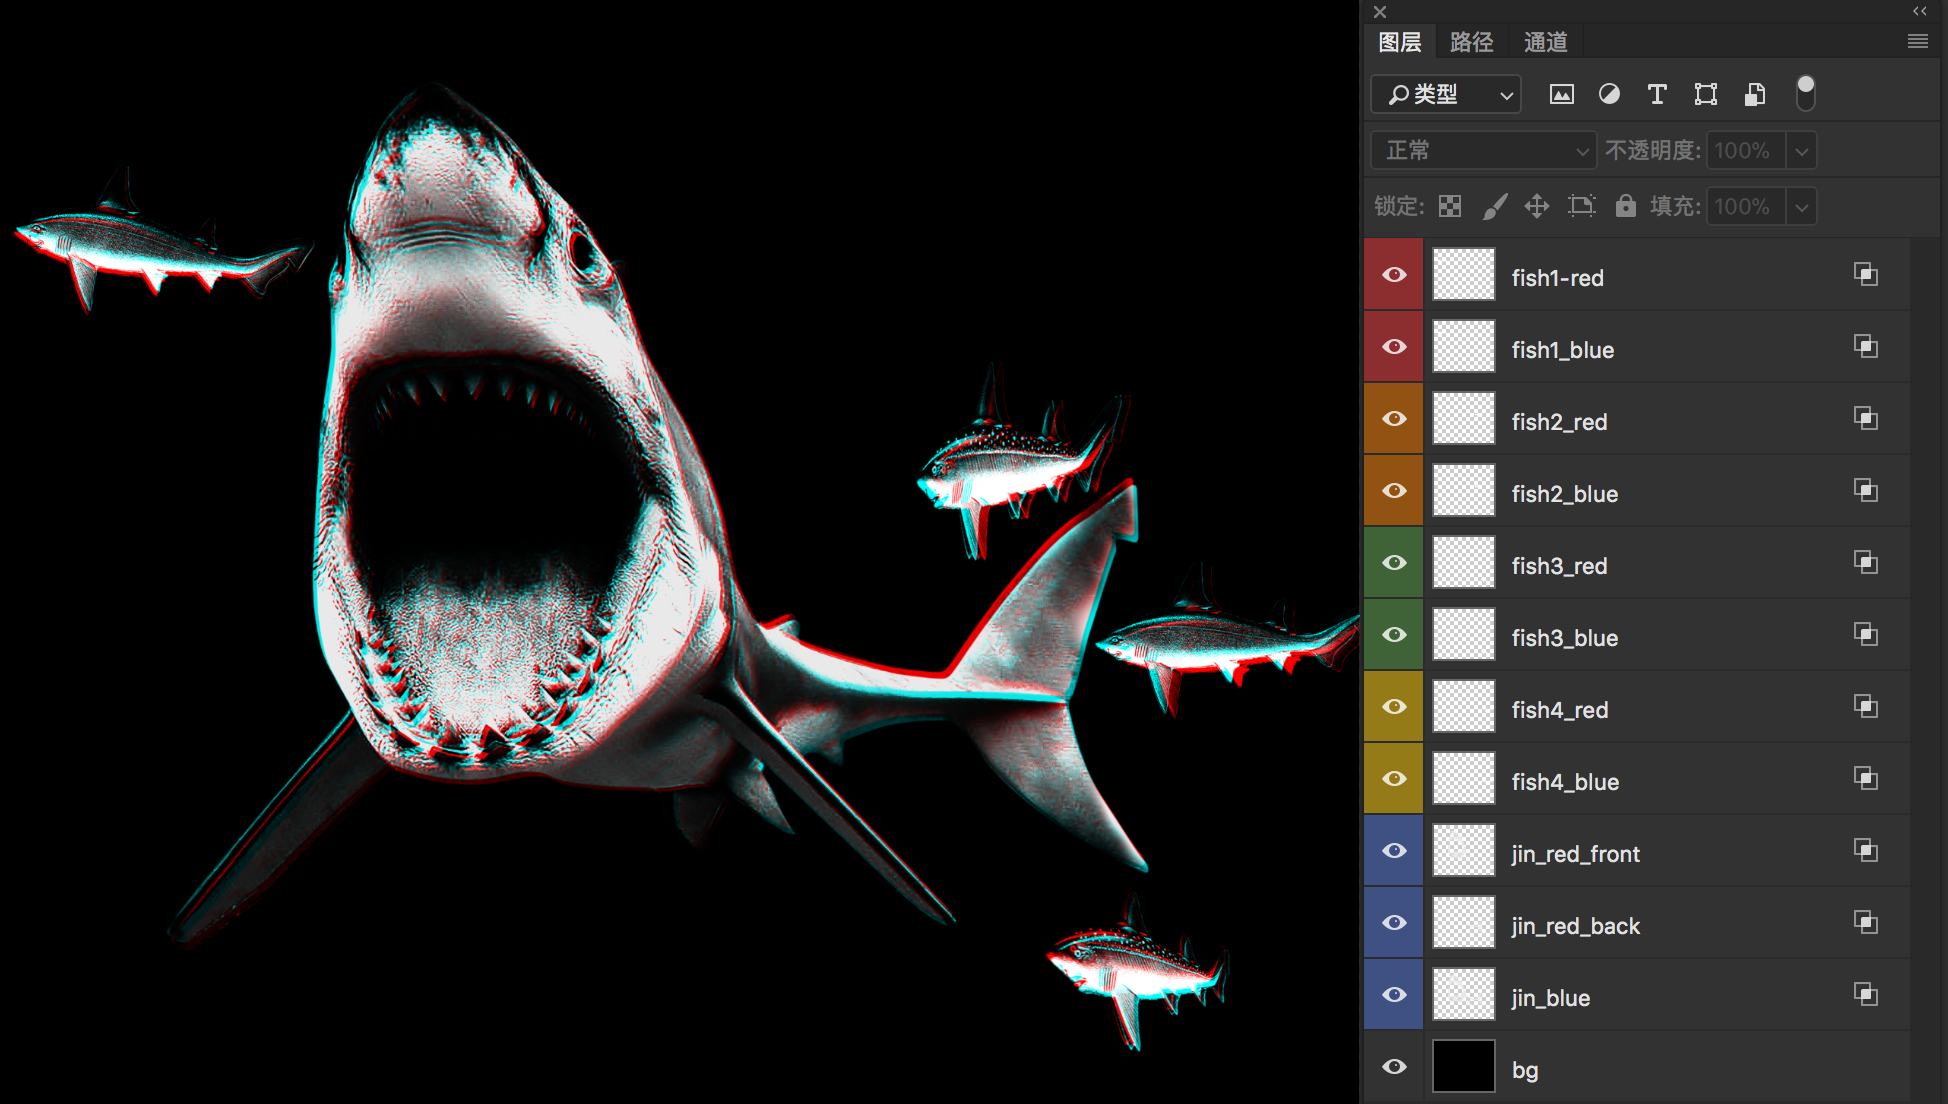 图层 路径 通道
类型
正常 不透明度: 100%
锁定: 填充: 100%
fish1-red
fish1_blue
fish2_red
fish2_blue
fish3_red
fish3_blue
fish4_red
fish4_blue
jin_red_front
jin_red_back
jin_blue
bg